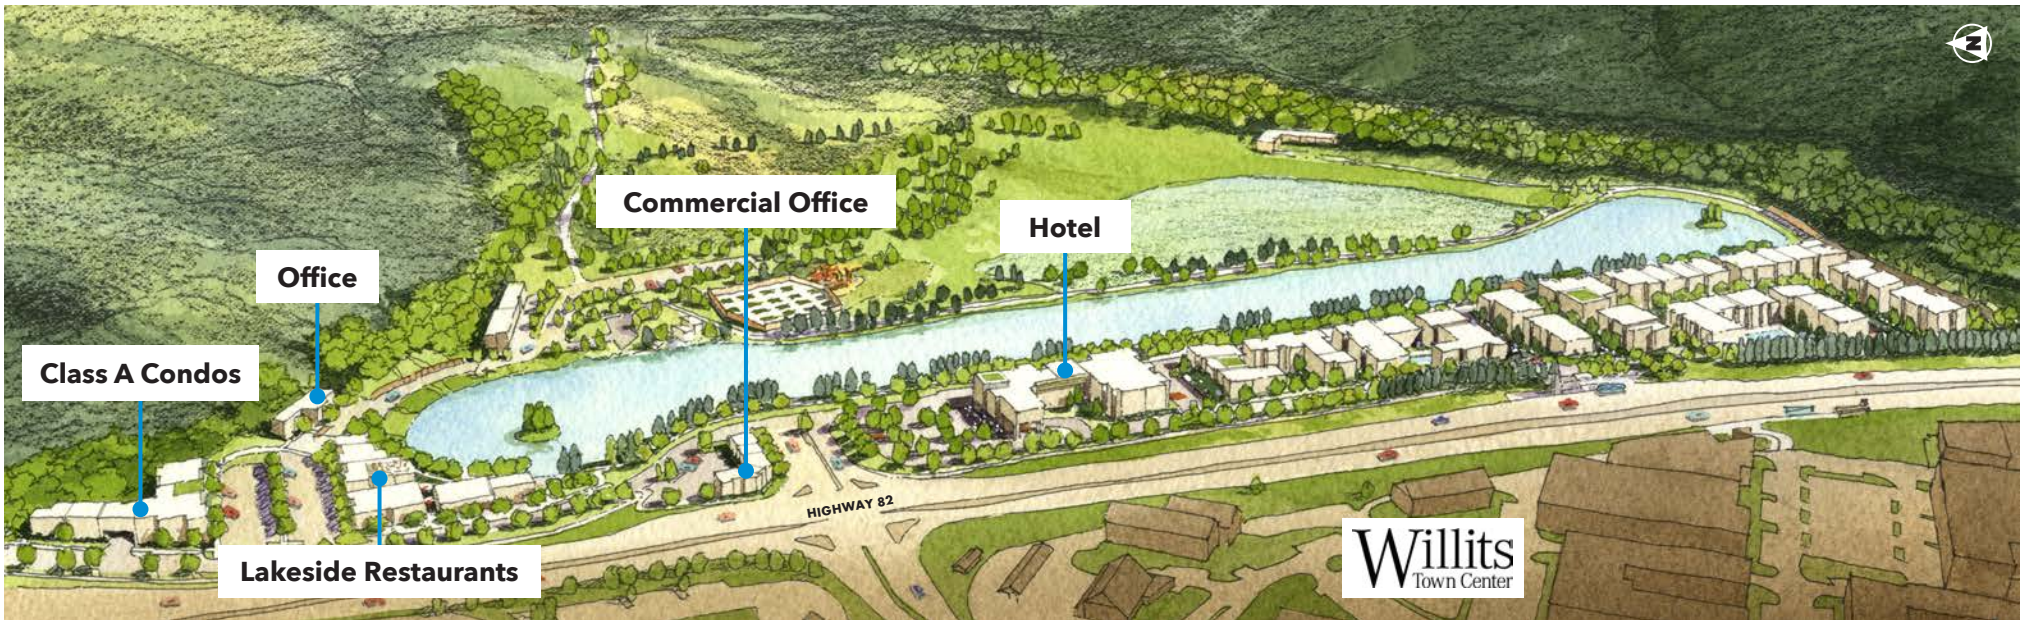 N
Commercial Office
Hotel
Office
Class A Condos
HIGHWAY 82
Lakeside Restaurants
Willits
Town Center